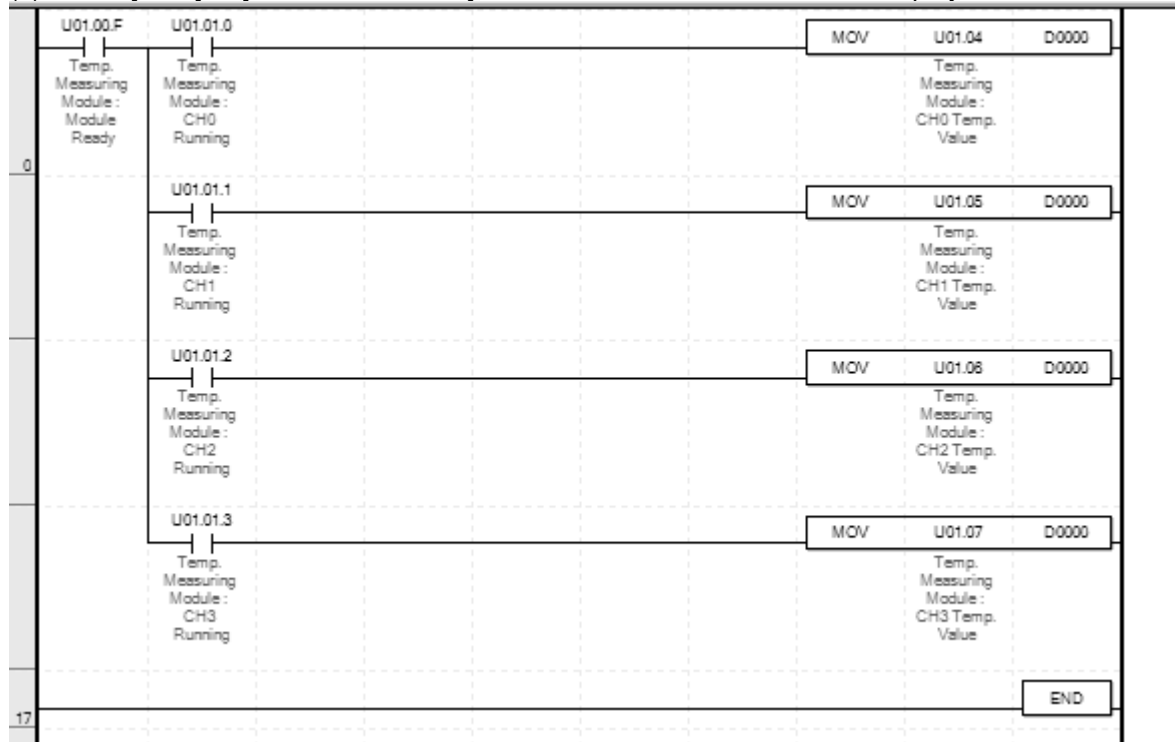 U01.00.F U01.01.0 MOV U01.04 D0000
Temp.
Measuring
Module :
Module
Ready
Temp.
Measuring
Module :
CH0
Running
Temp.
Measuring
Module :
CH0 Temp.
Value
0
U01.01.1 MOV U01.05 D0000
Temp.
Measuring
Module :
CH1
Running
Temp.
Measuring
Module :
CH1 Temp.
Value
U01.01.2 MOV U01.06 D0000
Temp.
Measuring
Module :
CH2
Running
Temp.
Measuring
Module :
CH2 Temp.
Value
U01.01.3 MOV U01.07 D0000
Temp.
Measuring
Module :
CH3
Running
Temp.
Measuring
Module :
CH3 Temp.
Value
END
17